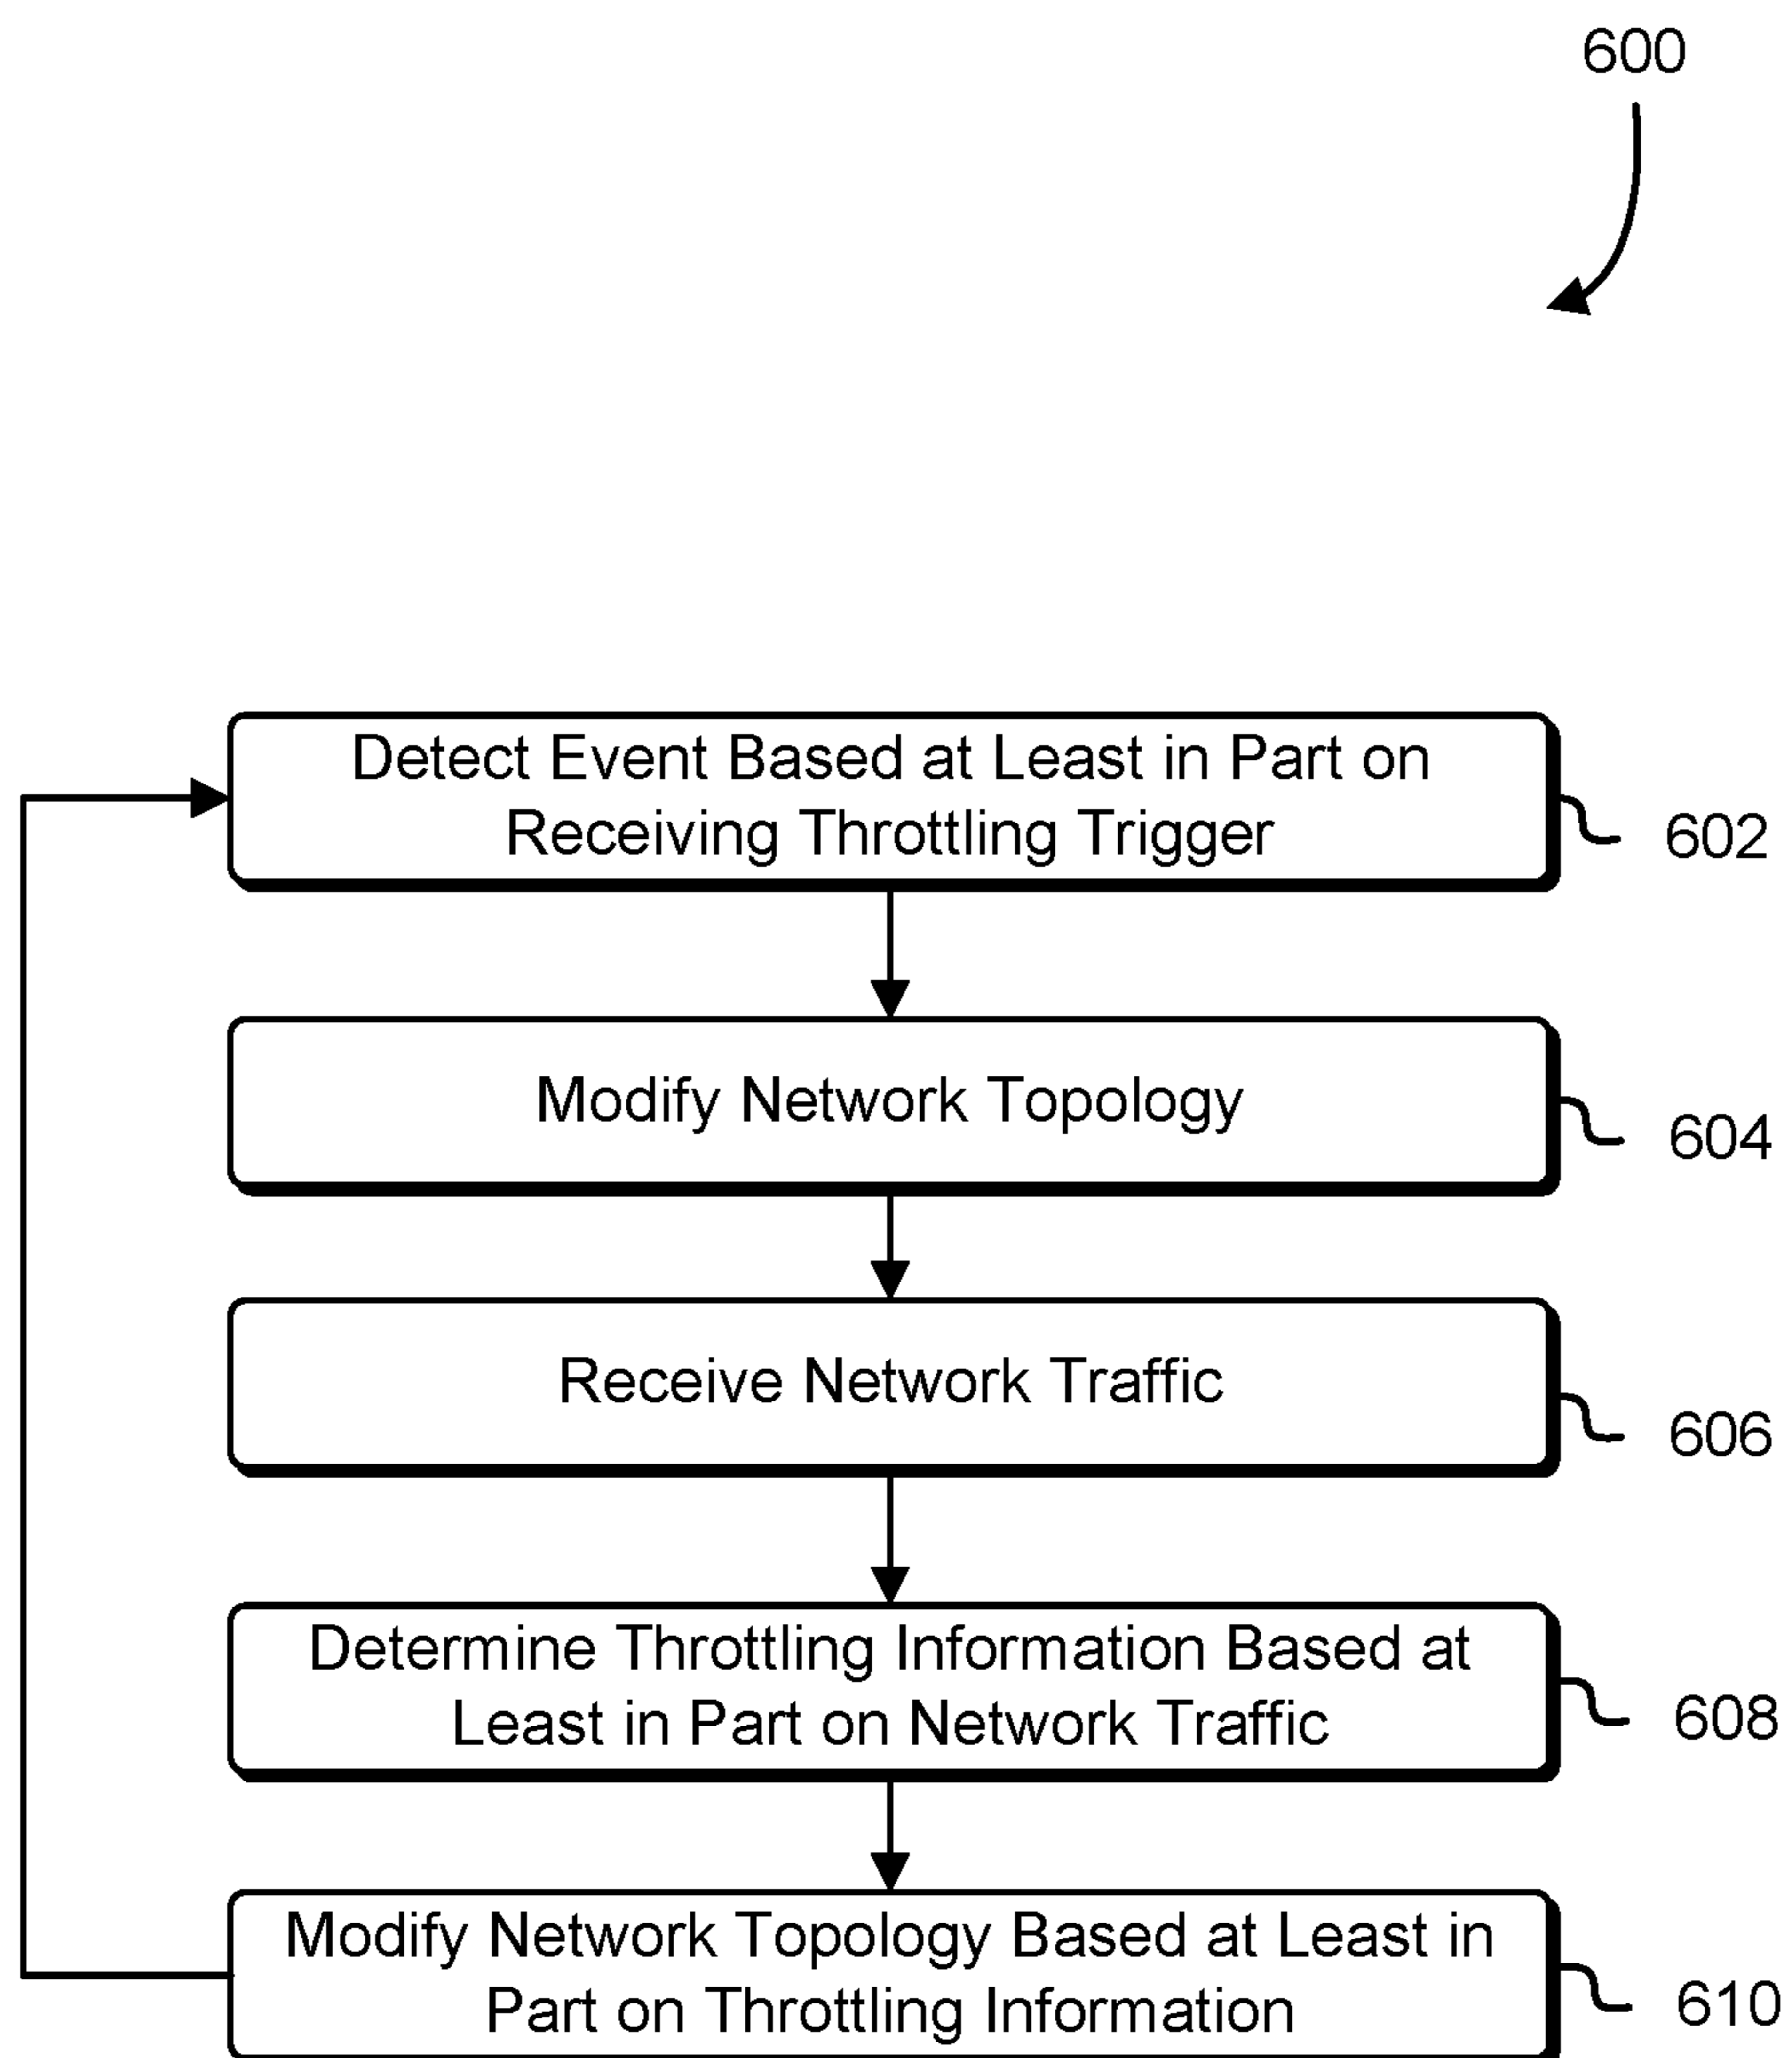 600
Detect Event Based at Least in Part on
Receiving Throttling Trigger
602
Modify Network Topology
604
Receive Network Traffic
606
Determine Throttling Information Based at
Least in Part on Network Traffic
608
Modify Network Topology Based at Least in
Part on Throttling Information
610